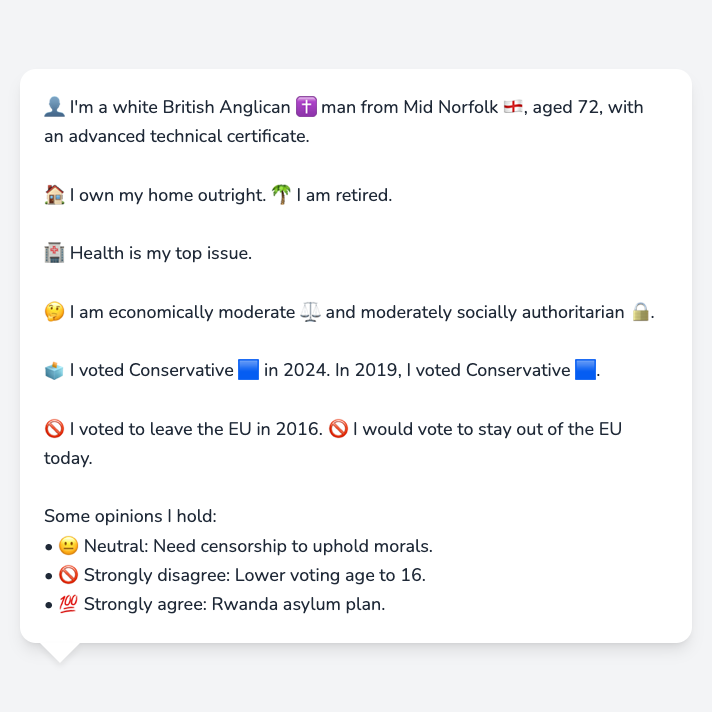 👤 I'm a white British Anglican ✝️ man from Mid Norfolk 🏴󠁧󠁢󠁥󠁮󠁧󠁿, aged 72, with
an advanced technical certificate.
🏠 I own my home outright. 🌴 I am retired.
🏥 Health is my top issue.
🤔 I am economically moderate ⚖️ and moderately socially authoritarian 🔒.
🗳️ I voted Conservative 🟦 in 2024. In 2019, I voted Conservative 🟦.
🚫 I voted to leave the EU in 2016. 🚫 I would vote to stay out of the EU
today.
Some opinions I hold:
• 😐 Neutral: Need censorship to uphold morals.
• 🚫 Strongly disagree: Lower voting age to 16.
• 💯 Strongly agree: Rwanda asylum plan.